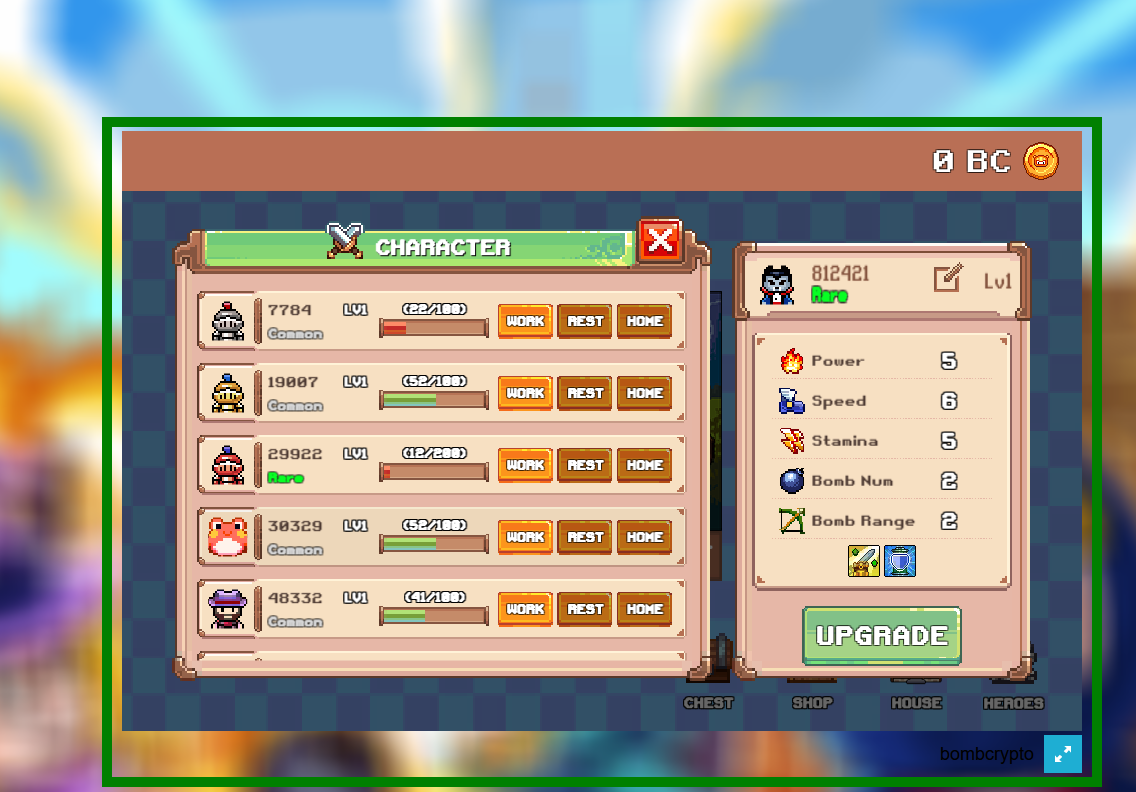 0 BC
CHARACTER
7784 LV1 (22/100) WORK REST HOME
Common
19007 LV1 (52/100) WORK REST HOME
Common
29922 LV1 (12/200) WORK REST HOME
Rare
30329 LV1 (52/100) WORK REST HOME
Common
48332 LV1 (41/100) WORK REST HOME
Common
812421 Lv1
Rare
Power 5
Speed 6
Stamina 5
Bomb Num 2
Bomb Range 2
UPGRADE
CHEST SHOP HOUSE HEROES
bombcrypto